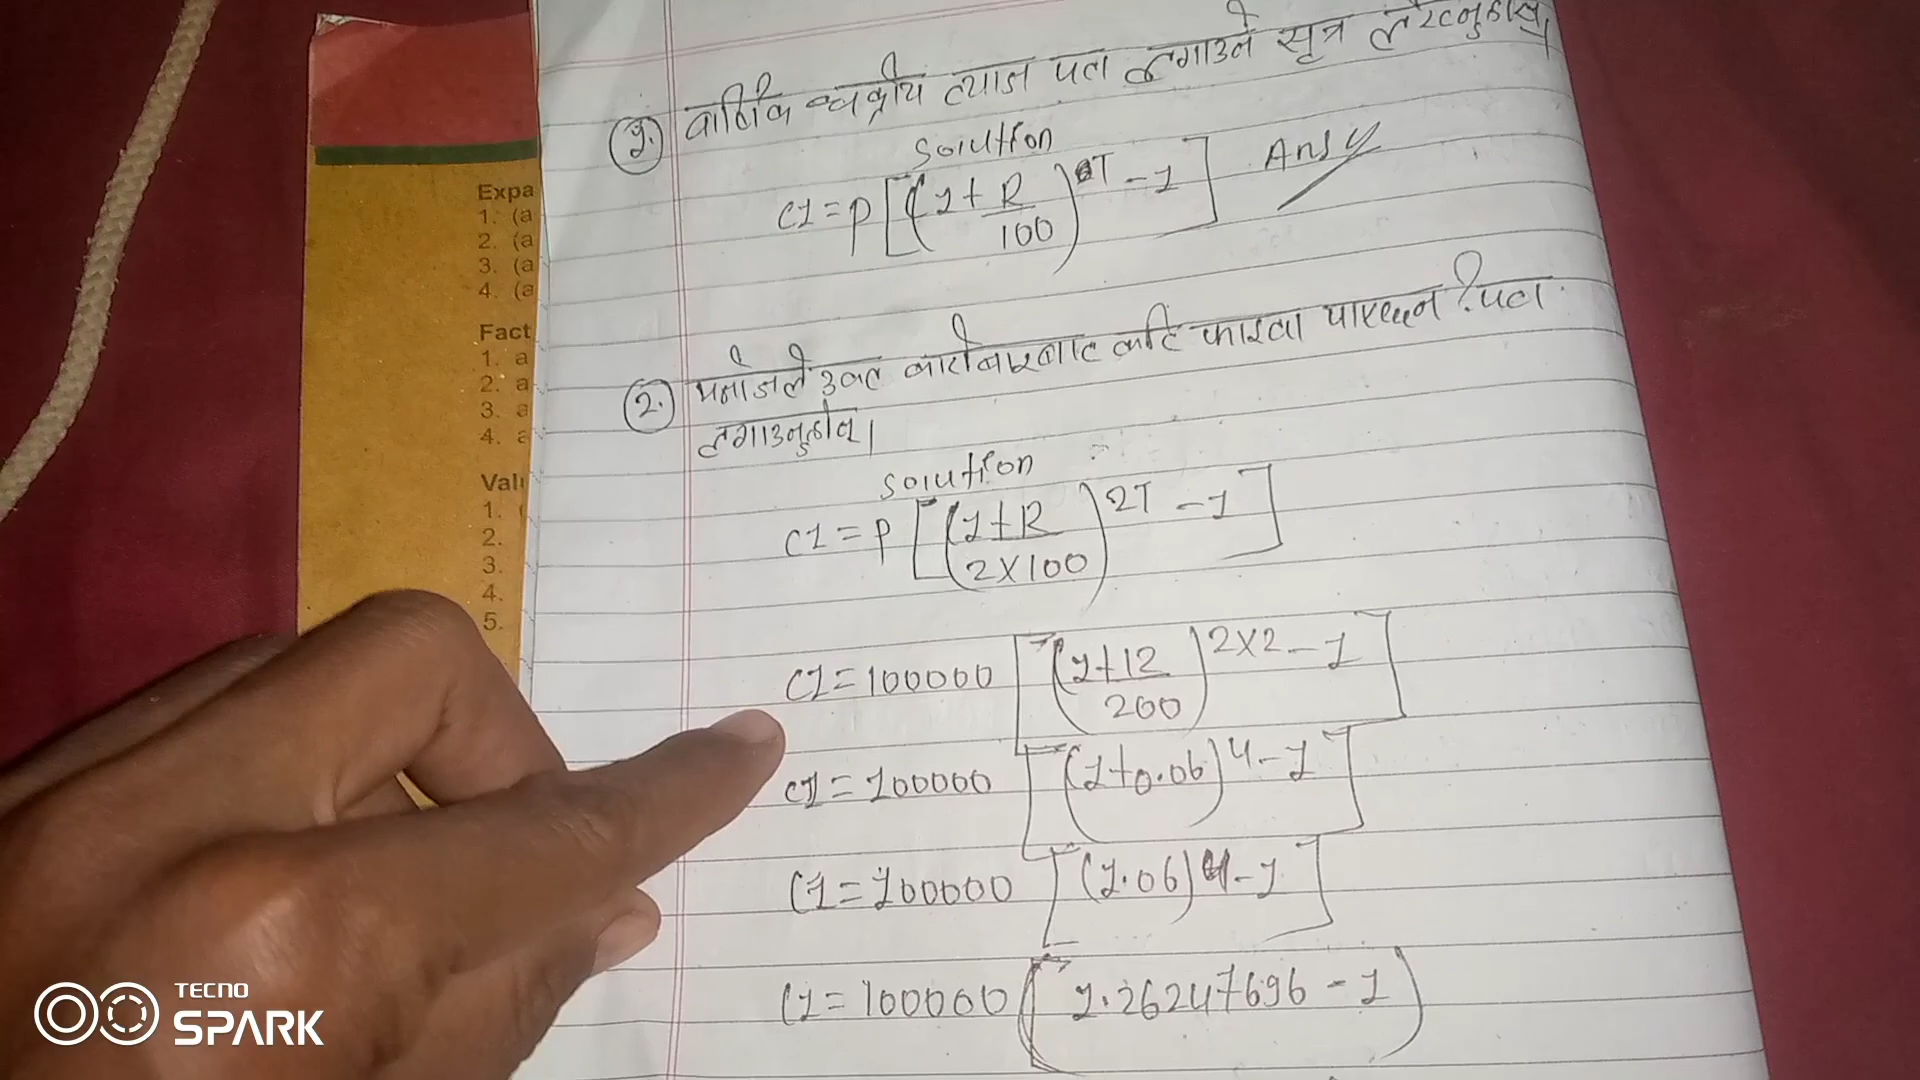 Expa
1. (a
2. (a
3. (a
4. (a
Fact
1. a
2. a
3. a
4. a
Val
1.
2.
3.
4.
5.
1. वार्षिक चक्रीय ब्याज पता लगाउने सूत्र लेख्नुहोस्।
Solution
CI = P [(1 + R/100)^T - 1] Ans
2. मनोजले उक्त कारोबारबाट कति फाइदा पाएछन् ? पत्ता
लगाउनुहोस्।
Solution
CI = P [(1+R/2×100)^2T - 1]
CI = 100000 [(1+12/200)^2×2 - 1]
CI = 100000 [(1+0.06)^4 - 1]
CI = 100000 [(1.06)^4 - 1]
CI = 100000 (1.26247696 - 1)
TECNO
SPARK